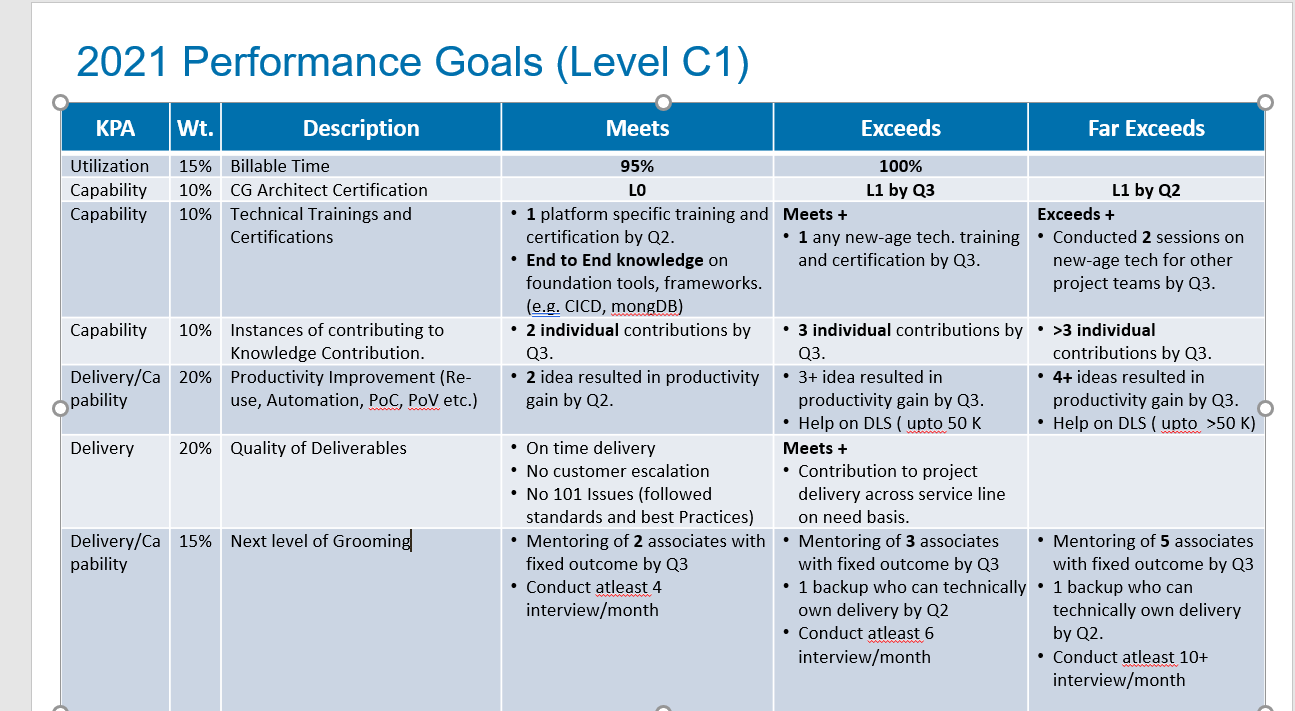 2021 Performance Goals (Level C1)
KPA Wt. Description Meets Exceeds Far Exceeds
Utilization 15% Billable Time 95% 100%
Capability 10% CG Architect Certification L0 L1 by Q3 L1 by Q2
Capability 10% Technical Trainings and
Certifications
• 1 platform specific training and
certification by Q2.
• End to End knowledge on
foundation tools, frameworks.
(e.g. CICD, mongDB)
Meets +
• 1 any new-age tech. training
and certification by Q3.
Exceeds +
• Conducted 2 sessions on
new-age tech for other
project teams by Q3.
Capability 10% Instances of contributing to
Knowledge Contribution.
• 2 individual contributions by
Q3.
• 3 individual contributions by
Q3.
• >3 individual
contributions by Q3.
Delivery/Ca
pability
20% Productivity Improvement (Re-
use, Automation, PoC, PoV etc.)
• 2 idea resulted in productivity
gain by Q2.
• 3+ idea resulted in
productivity gain by Q3.
• Help on DLS ( upto 50 K
• 4+ ideas resulted in
productivity gain by Q3.
• Help on DLS ( upto >50 K)
Delivery 20% Quality of Deliverables
• On time delivery
• No customer escalation
• No 101 Issues (followed
standards and best Practices)
Meets +
• Contribution to project
delivery across service line
on need basis.
Delivery/Ca
pability
15% Next level of Grooming
• Mentoring of 2 associates with
fixed outcome by Q3
• Conduct atleast 4
interview/month
• Mentoring of 3 associates
with fixed outcome by Q3
• 1 backup who can technically
own delivery by Q2
• Conduct atleast 6
interview/month
• Mentoring of 5 associates
with fixed outcome by Q3
• 1 backup who can
technically own delivery
by Q2.
• Conduct atleast 10+
interview/month